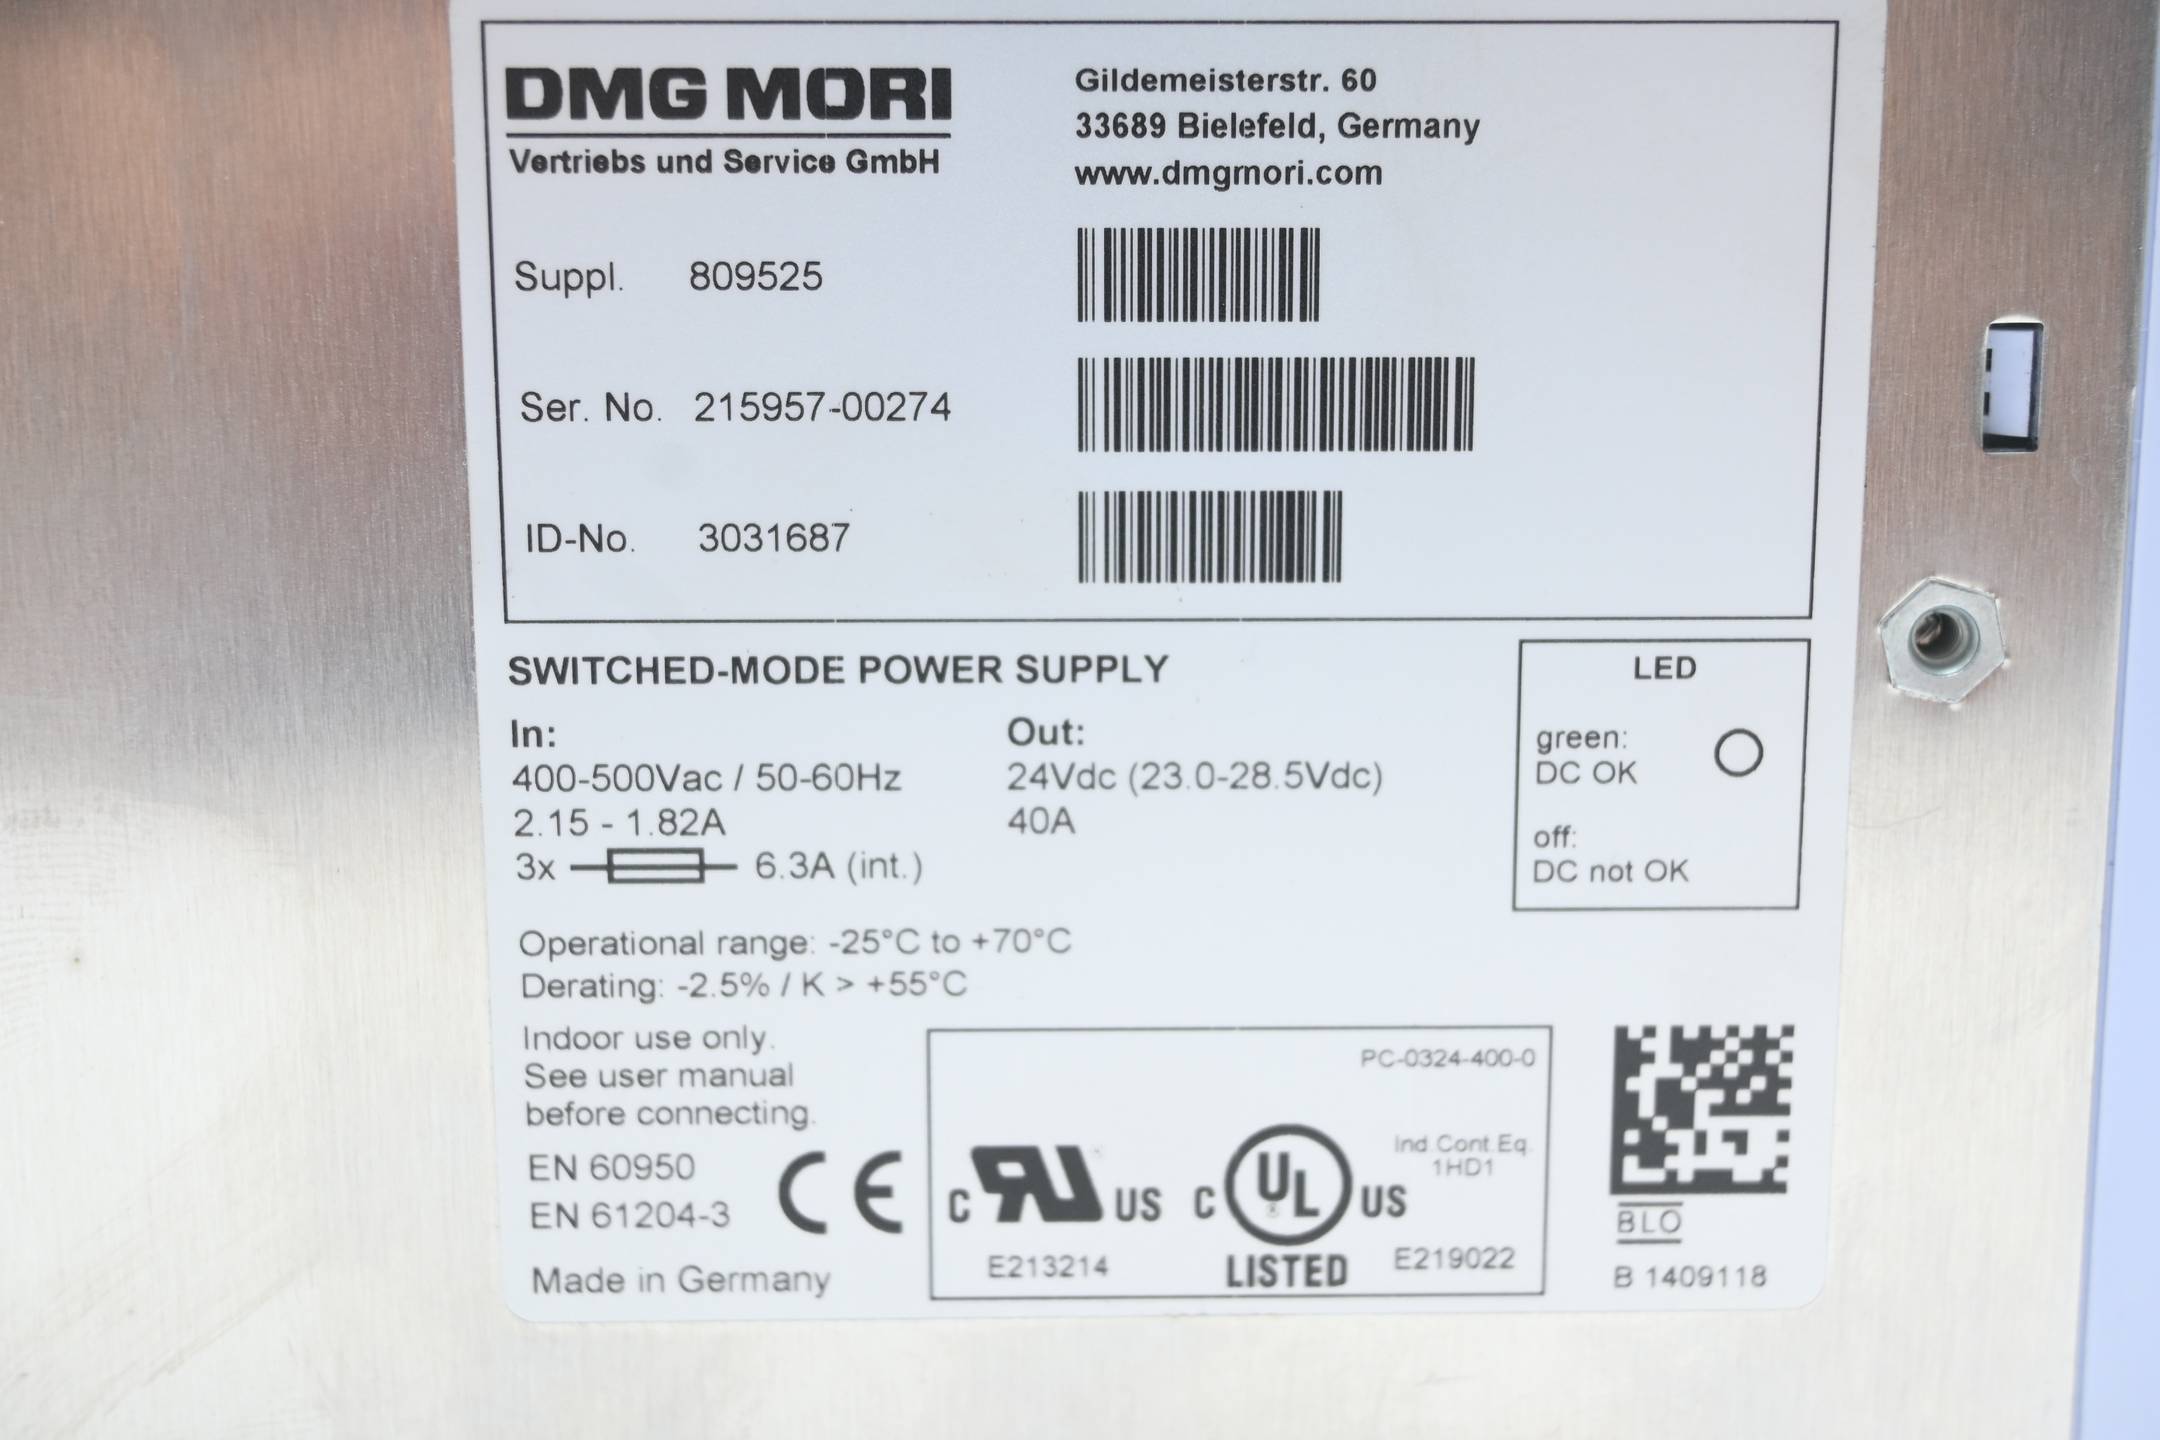 DMG MORI
Vertriebs und Service GmbH
Gildemeisterstr. 60
33689 Bielefeld, Germany
www.dmgmori.com
Suppl. 809525
Ser. No. 215957-00274
ID-No. 3031687
SWITCHED-MODE POWER SUPPLY
In:
400-500Vac / 50-60Hz
2.15 - 1.82A
3x 6.3A (int.)
Out:
24Vdc (23.0-28.5Vdc)
40A
LED
green:
DC OK
off:
DC not OK
Operational range: -25°C to +70°C
Derating: -2.5% / K > +55°C
Indoor use only.
See user manual
before connecting.
EN 60950
EN 61204-3
Made in Germany
CE
PC-0324-400-0
C RU US
E213214
C UL ® US
LISTED
Ind.Cont.Eq.
1HD1
E219022
BLO
B 1409118